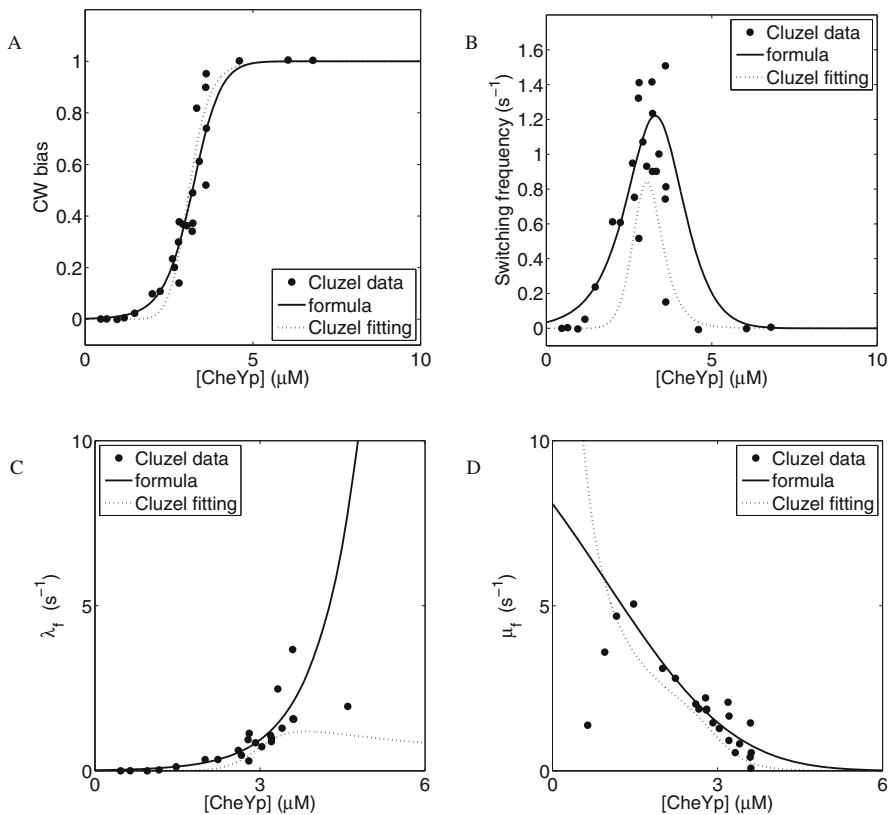 A
CW bias
1
0.8
0.6
0.4
0.2
0
0
5
10
[CheYp] (μM)
Cluzel data
formula
Cluzel fitting
B
Switching frequency (s⁻¹)
1.6
1.4
1.2
1
0.8
0.6
0.4
0.2
0
0
5
10
[CheYp] (μM)
Cluzel data
formula
Cluzel fitting
C
λf (s⁻¹)
10
5
0
0
3
6
[CheYp] (μM)
Cluzel data
formula
Cluzel fitting
D
μf (s⁻¹)
10
5
0
0
3
6
[CheYp] (μM)
Cluzel data
formula
Cluzel fitting